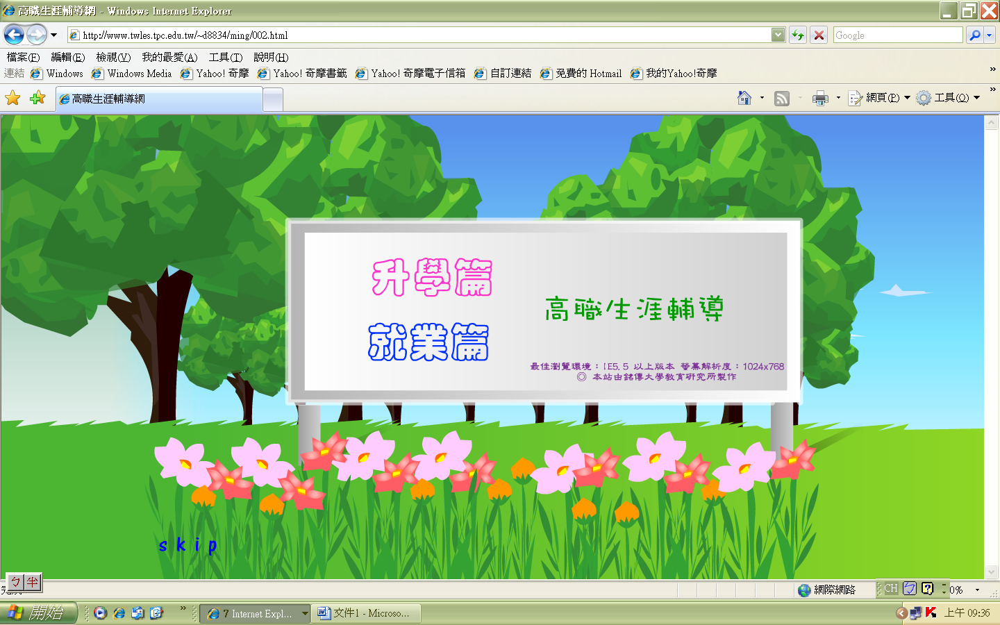 高職生涯輔導網 - Windows Internet Explorer
http://www.twles.tpc.edu.tw/~d8834/ming/002.html
Google
檔案(F) 編輯(E) 檢視(V) 我的最愛(A) 工具(T) 說明(H)
連結 Windows Windows Media Yahoo! 奇摩 Yahoo! 奇摩書籤 Yahoo! 奇摩電子信箱 自訂連結 免費的 Hotmail 我的Yahoo!奇摩 »
高職生涯輔導網
網頁(P) 工具(O) »
升學篇
就業篇
高職生涯輔導
最佳瀏覽環境：IE5.5 以上版本 螢幕解析度：1024x768
◎ 本站由銘傳大學教育研究所製作
skip
ㄅ 半
網際網路
CH ㄅ ?
0%
開始 » 7 Internet Expl... 文件1 - Microso...
上午 09:36